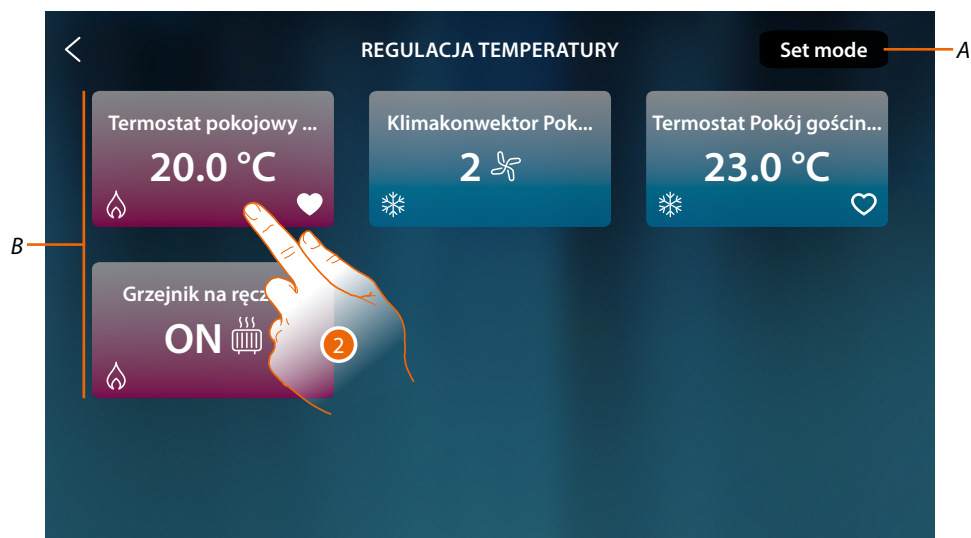 REGULACJA TEMPERATURY
Set mode
A
Termostat pokojowy ...
20.0 °C
Klimakonwektor Pok...
2
Termostat Pokój gościn...
23.0 °C
B
Grzejnik na ręcz
ON
2